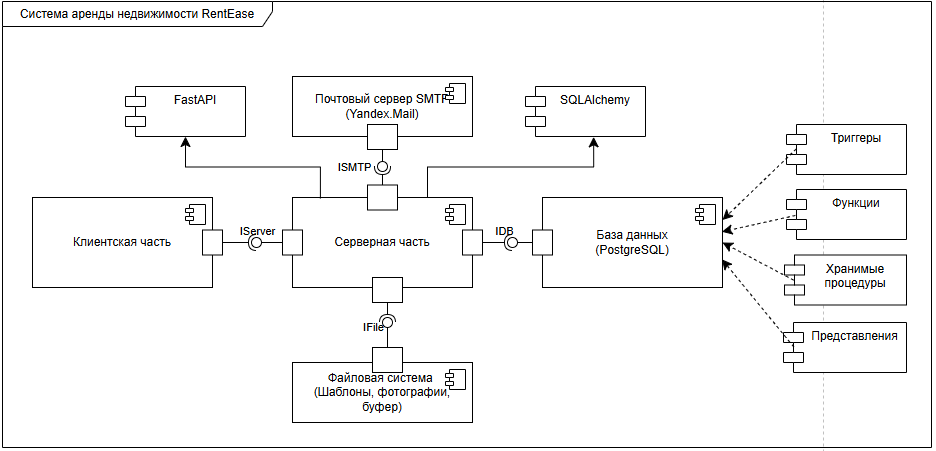 Система аренды недвижимости RentEase
FastAPI
Почтовый сервер SMTP
(Yandex.Mail)
SQLAlchemy
Триггеры
ISMTP
Функции
Клиентская часть
IServer
Серверная часть
IDB
База данных
(PostgreSQL)
Хранимые
процедуры
IFile
Представления
Файловая система
(Шаблоны, фотографии,
буфер)